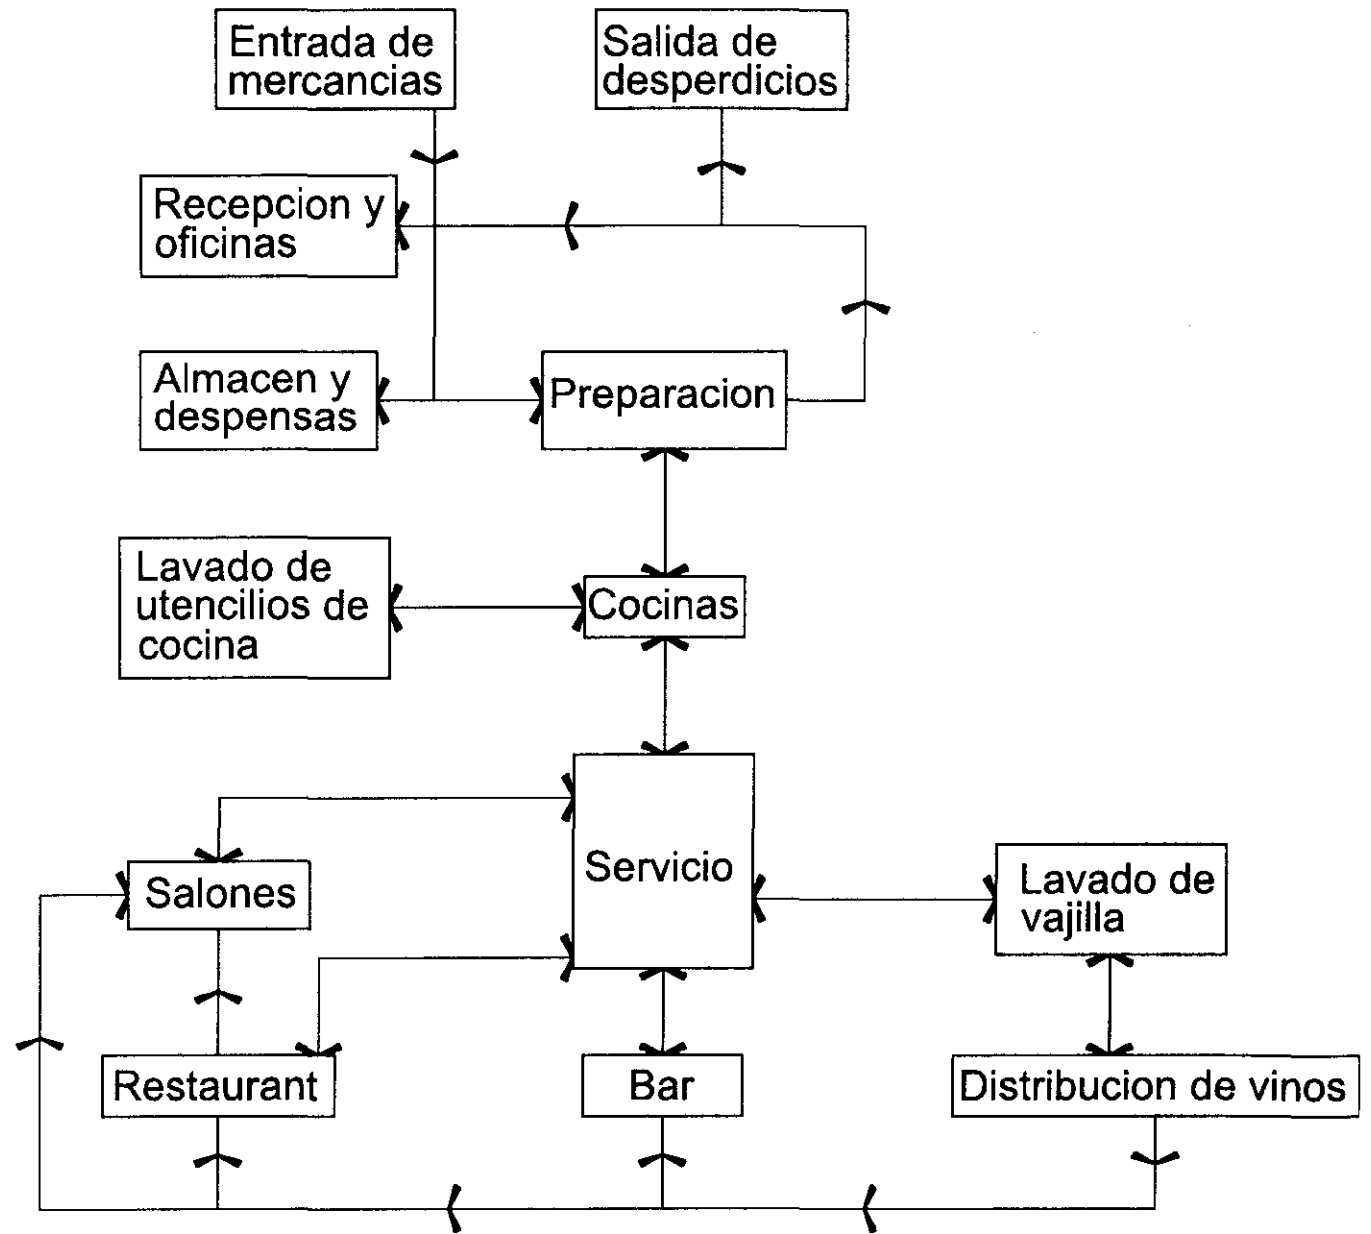 Entrada de
mercancias
Salida de
desperdicios
Recepcion y
oficinas
Almacen y
despensas
Preparacion
Lavado de
utencilios de
cocina
Cocinas
Servicio
Salones
Lavado de
vajilla
Restaurant
Bar
Distribucion de vinos